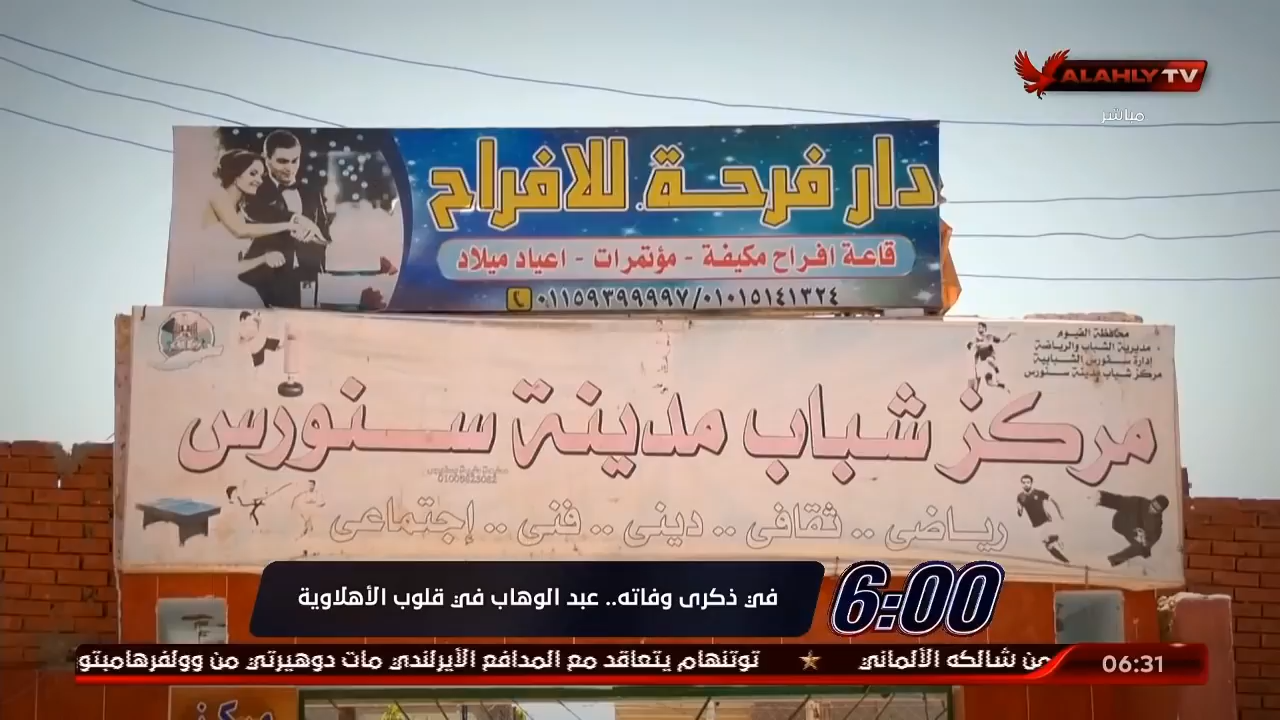 ALAHLY TV
مباشر
دار فرحة للافراح
قاعة افراح مكيفة - مؤتمرات - اعياد ميلاد
٠١١٥٩٣٩٩٩٩٧/٠١٠١٥١٤١٣٢٤
محافظة الفيوم
مديرية الشباب والرياضة
إدارة سنورس الشبابية
مركز شباب مدينة سنورس
مركز شباب مدينة سنورس
رياضى .. ثقافى .. دينى .. فنى .. إجتماعى
6:00
في ذكرى وفاته.. عبد الوهاب في قلوب الأهلاوية
06:31
من شالكه الألماني ★ توتنهام يتعاقد مع المدافع الأيرلندي مات دوهيرتي من وولفرهامبتو
مركز